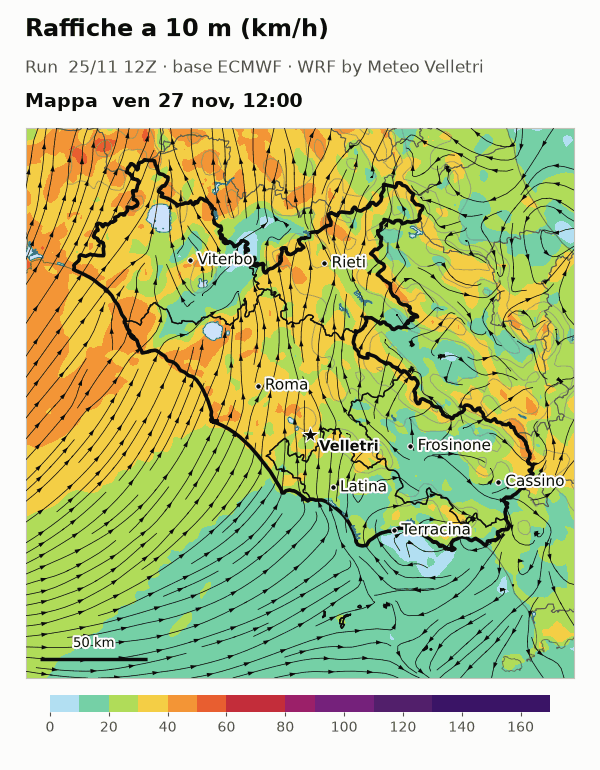 Raffiche a 10 m (km/h)
Run 25/11 12Z · base ECMWF · WRF by Meteo Velletri
Mappa ven 27 nov, 12:00
Viterbo
Rieti
Roma
Velletri
Frosinone
Cassino
Latina
Terracina
50 km
0 20 40 60 80 100 120 140 160